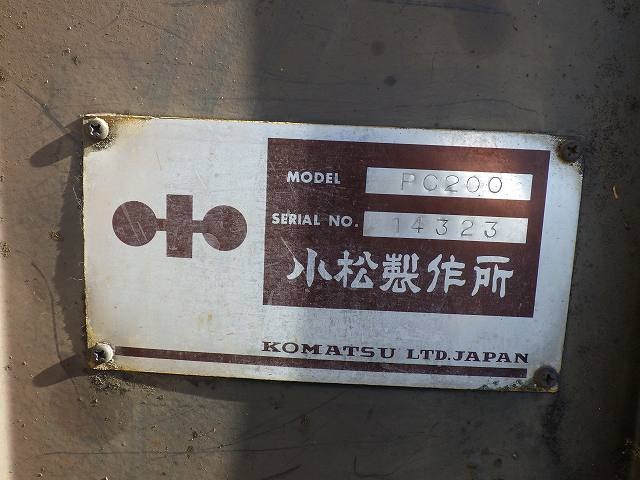 MODEL PC200
SERIAL NO. 14323
小松製作所
KOMATSU LTD. JAPAN